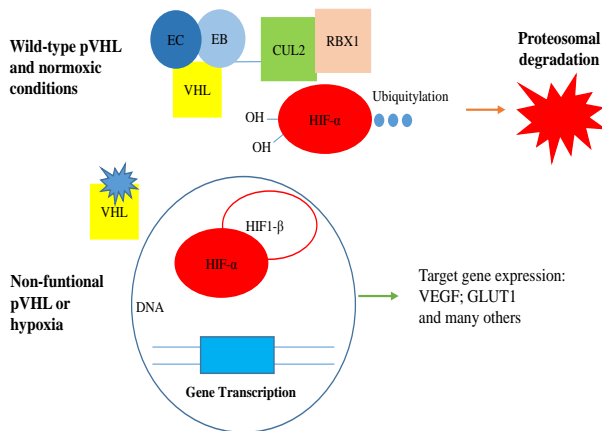 Wild-type pVHL
and normoxic
conditions
EC
EB
VHL
CUL2
RBX1
Proteosomal
degradation
Ubiquitylation
OH
OH
HIF-α
VHL
HIF1-β
HIF-α
Non-funtional
pVHL or
hypoxia
DNA
Gene Transcription
Target gene expression:
VEGF; GLUT1
and many others